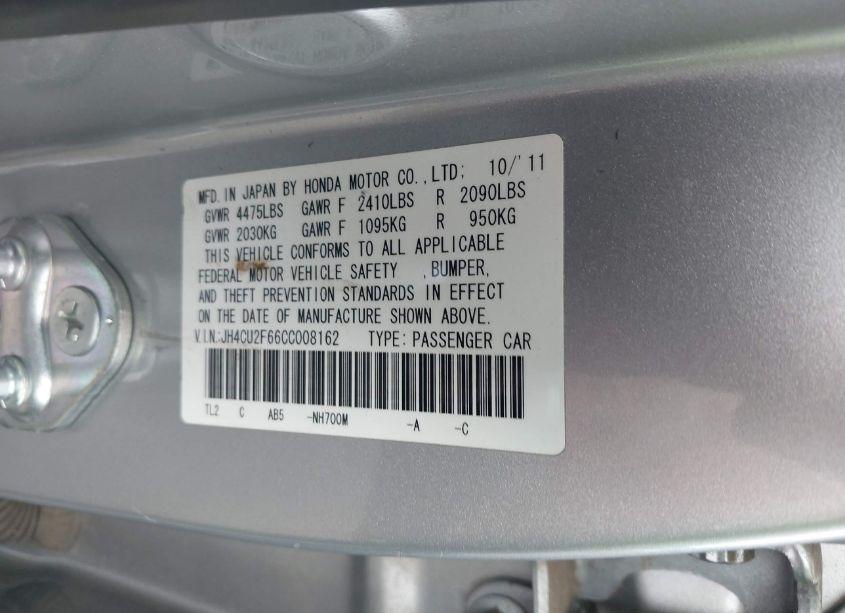 MFD. IN JAPAN BY HONDA MOTOR CO.,LTD; 10/'11
GVWR 4475LBS GAWR F 2410LBS R 2090LBS
GVWR 2030KG GAWR F 1095KG R 950KG
THIS VEHICLE CONFORMS TO ALL APPLICABLE
FEDERAL MOTOR VEHICLE SAFETY , BUMPER,
AND THEFT PREVENTION STANDARDS IN EFFECT
ON THE DATE OF MANUFACTURE SHOWN ABOVE.
V.I.N.:JH4CU2F66CC008162 TYPE: PASSENGER CAR
TL2 C AB5 -NH700M -A -C